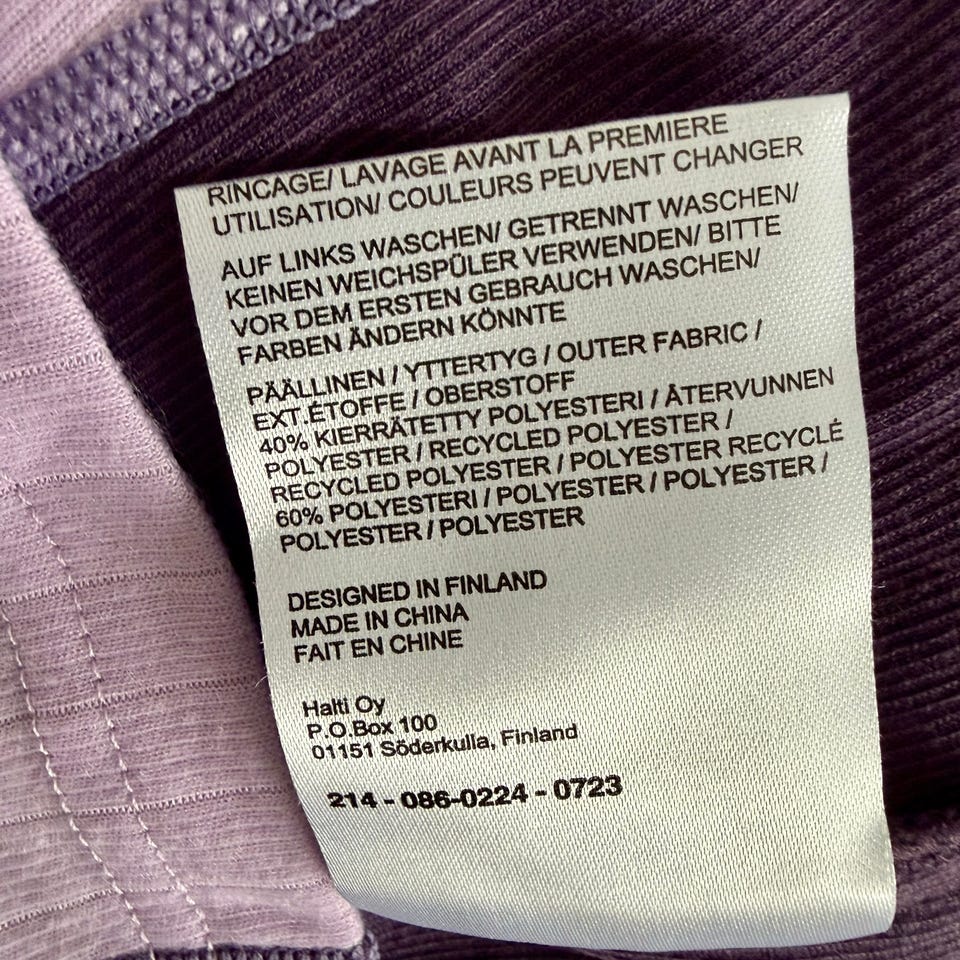 RINCAGE/ LAVAGE AVANT LA PREMIERE
UTILISATION/ COULEURS PEUVENT CHANGER
AUF LINKS WASCHEN/ GETRENNT WASCHEN/
KEINEN WEICHSPÜLER VERWENDEN/ BITTE
VOR DEM ERSTEN GEBRAUCH WASCHEN/
FARBEN ÄNDERN KÖNNTE
PÄÄLLINEN / YTTERTYG / OUTER FABRIC /
EXT.ÉTOFFE / OBERSTOFF
40% KIERRÄTETTY POLYESTERI / ÅTERVUNNEN
POLYESTER / RECYCLED POLYESTER /
RECYCLED POLYESTER / POLYESTER RECYCLÉ
60% POLYESTERI / POLYESTER / POLYESTER /
POLYESTER / POLYESTER
DESIGNED IN FINLAND
MADE IN CHINA
FAIT EN CHINE
Halti Oy
P.O.Box 100
01151 Söderkulla, Finland
214 - 086-0224 - 0723